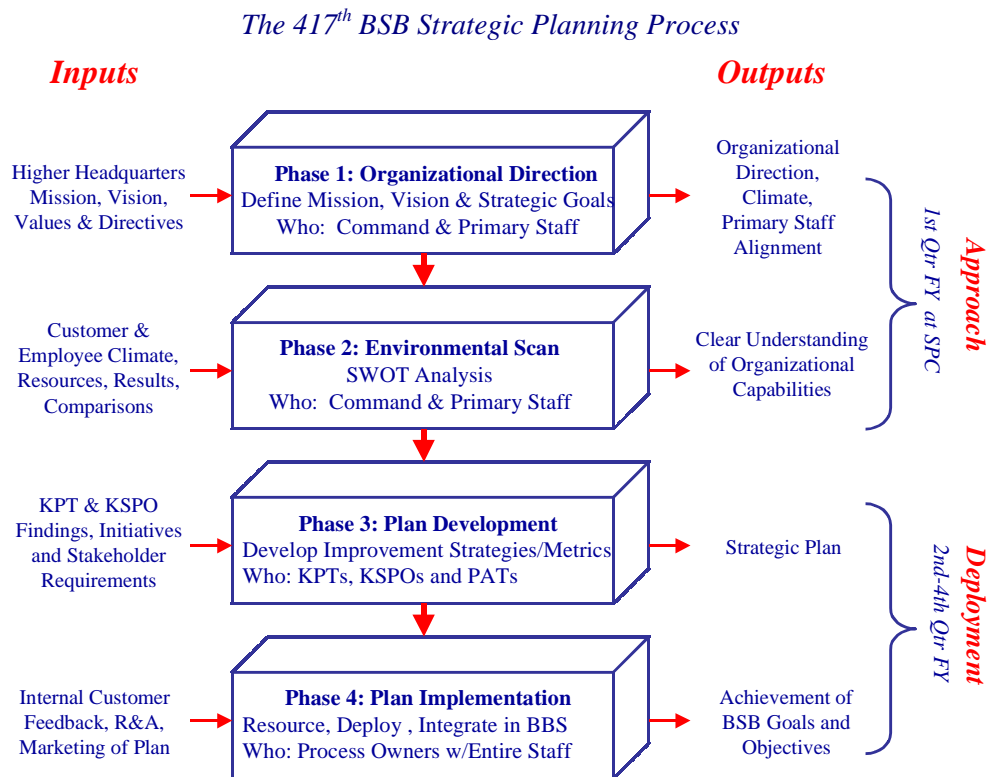 The 417th BSB Strategic Planning Process
Inputs
Outputs
Higher Headquarters
Mission, Vision,
Values & Directives
Phase 1: Organizational Direction
Define Mission, Vision & Strategic Goals
Who:  Command & Primary Staff
Organizational
Direction,
Climate,
Primary Staff
Alignment
Customer &
Employee Climate,
Resources, Results,
Comparisons
Phase 2: Environmental Scan
SWOT Analysis
Who:  Command & Primary Staff
Clear Understanding
of Organizational
Capabilities
Approach
1st Qtr FY  at SPC
KPT & KSPO
Findings, Initiatives
and Stakeholder
Requirements
Phase 3: Plan Development
Develop Improvement Strategies/Metrics
Who: KPTs, KSPOs and PATs
Strategic Plan
Internal Customer
Feedback, R&A,
Marketing of Plan
Phase 4: Plan Implementation
Resource, Deploy , Integrate in BBS
Who: Process Owners w/Entire Staff
Achievement of
BSB Goals and
Objectives
Deployment
2nd-4th Qtr FY